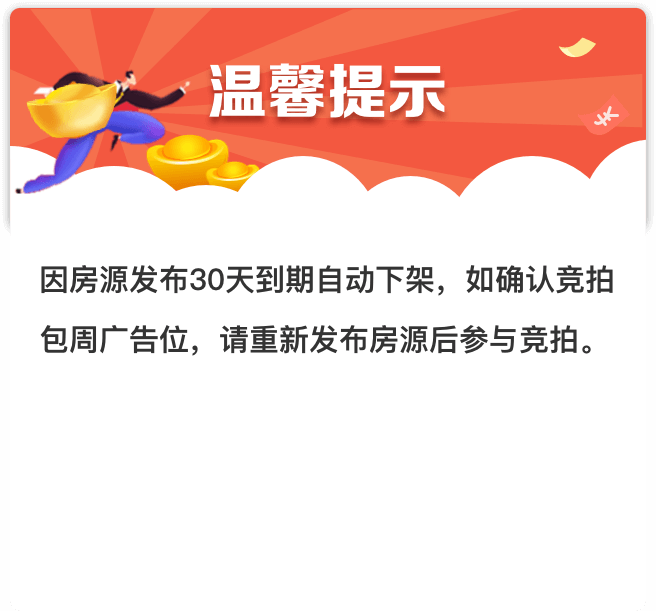 温馨提示
因房源发布30天到期自动下架，如确认竞拍
包周广告位，请重新发布房源后参与竞拍。